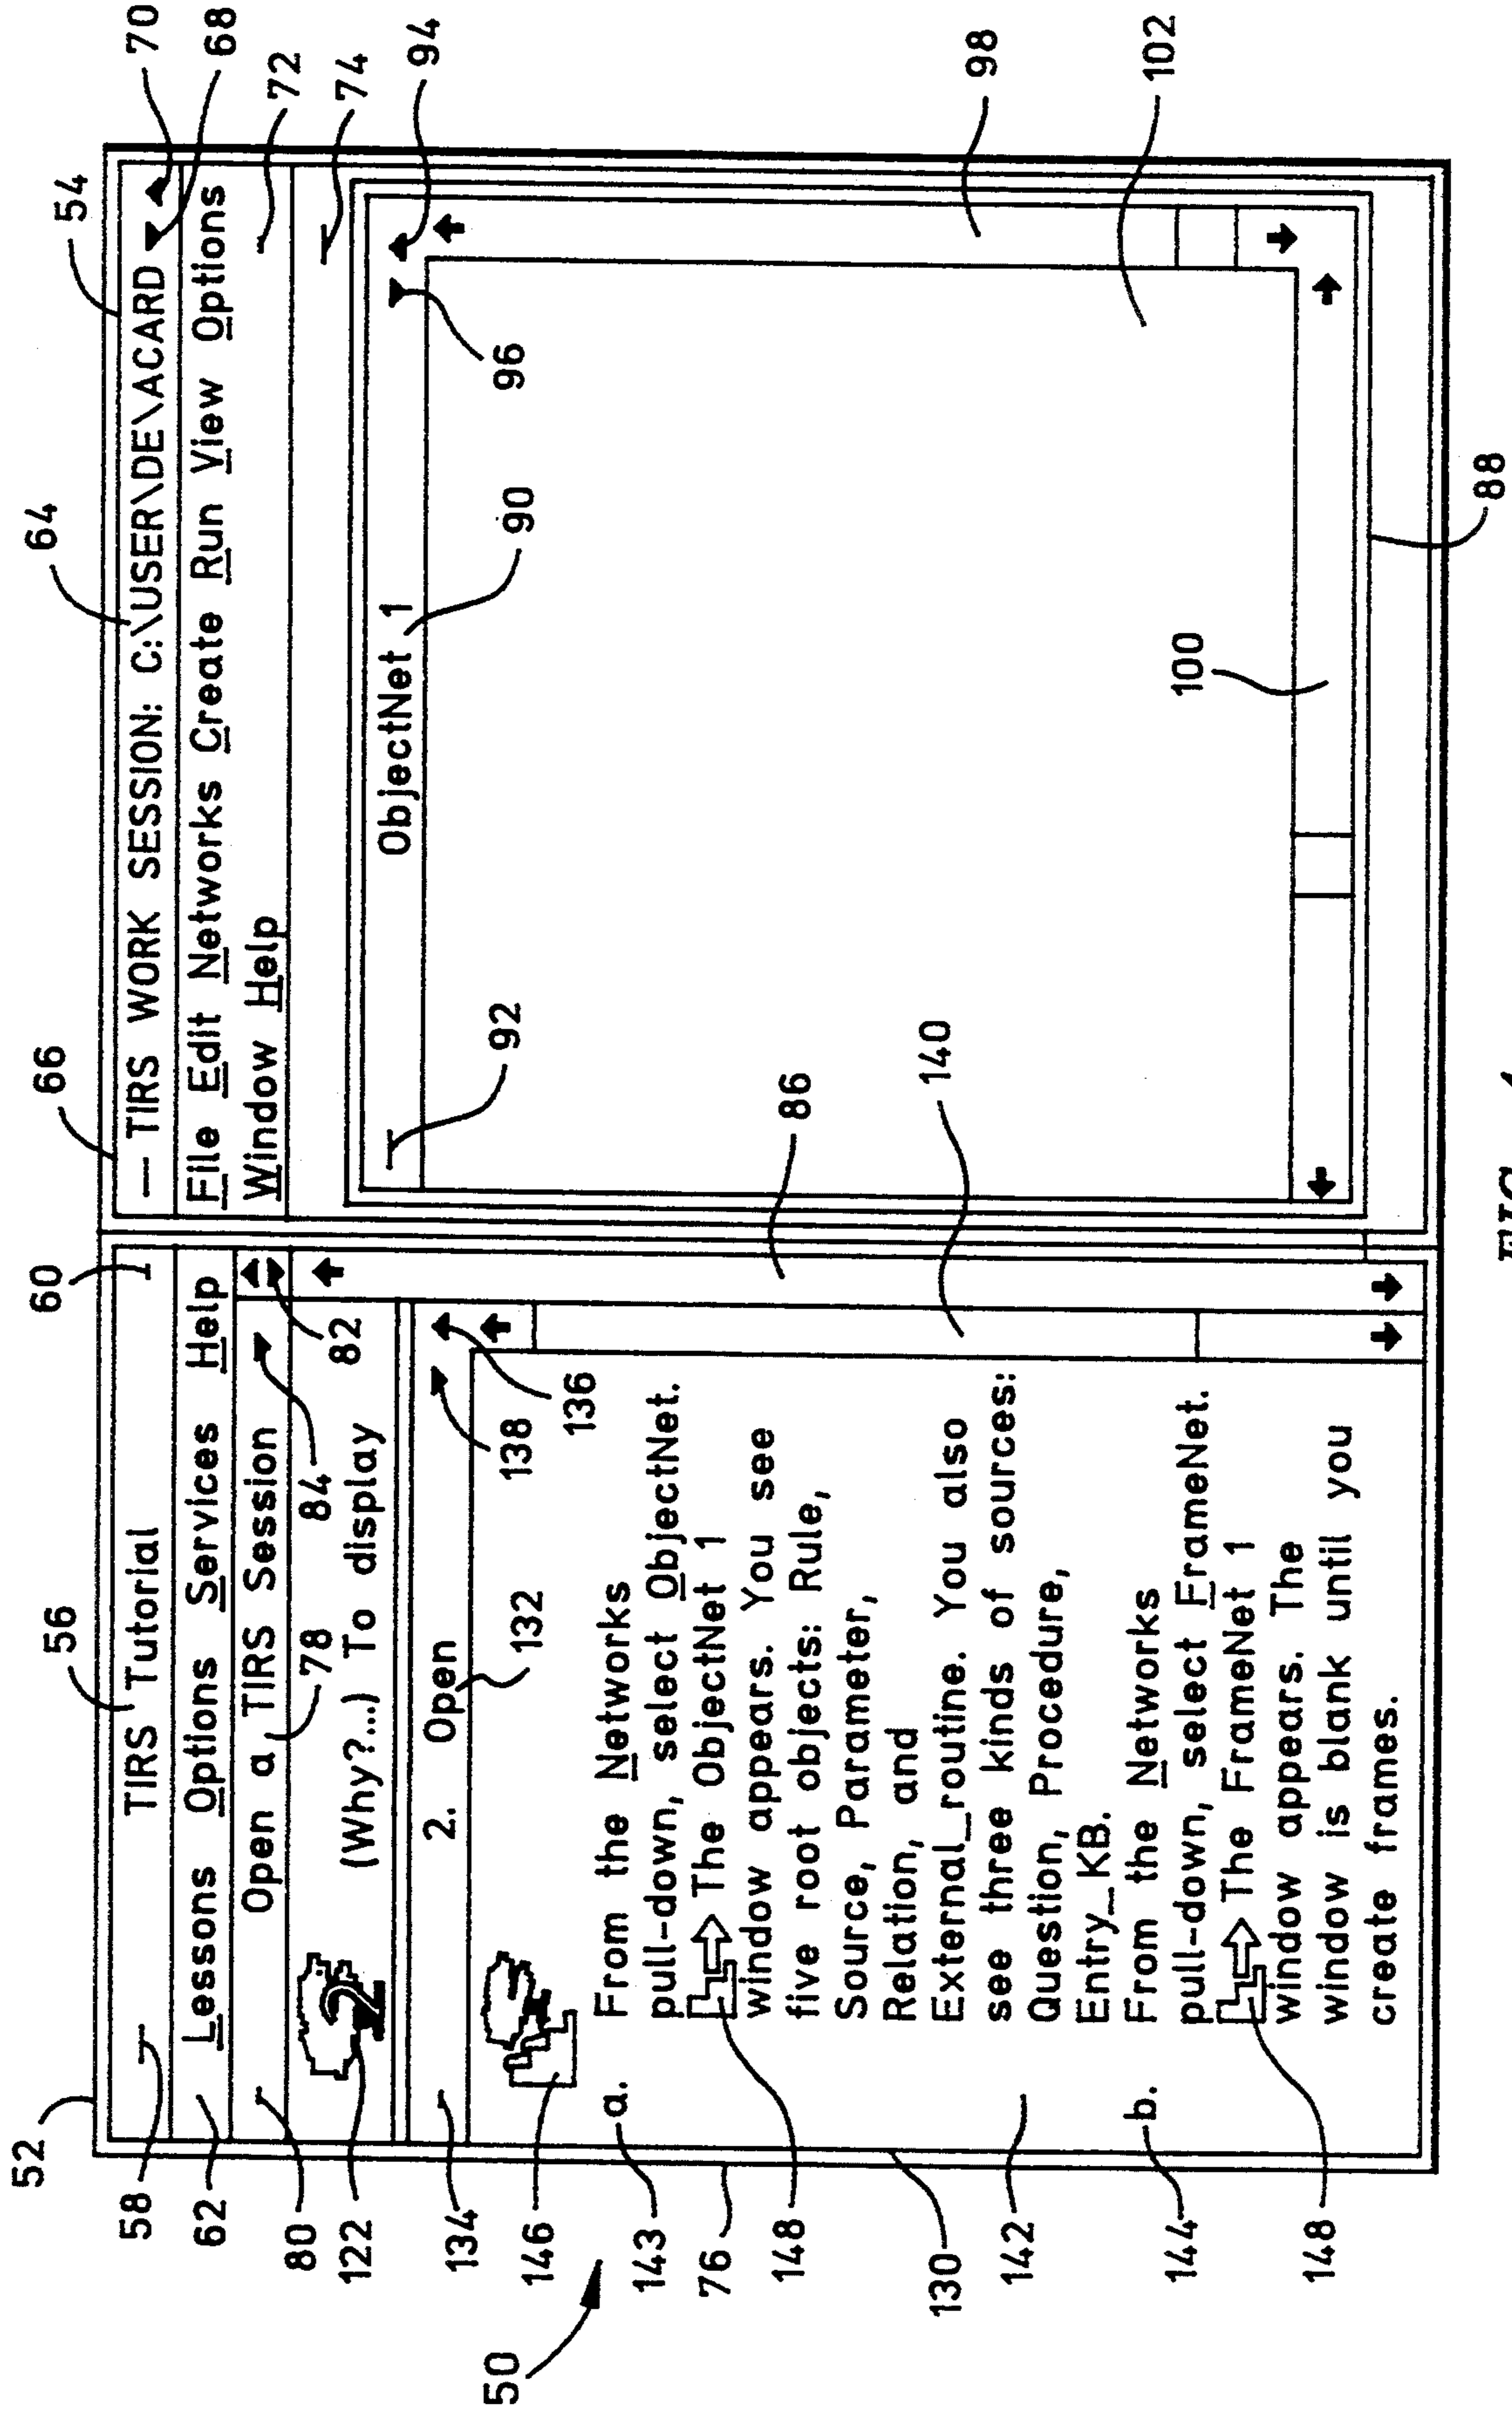 50
52
54
56
58
60
62
64
66
68
70
72
74
76
78
80
82
84
86
88
90
92
94
96
98
100
102
122
130
132
134
136
138
140
142
143
144
146
148
148
TIRS Tutorial
Lessons Options Services Help
Open a TIRS Session
(Why?...) To display
2. Open
a. From the Networks
pull-down, select ObjectNet.
The ObjectNet 1
window appears. You see
five root objects: Rule,
Source, Parameter,
Relation, and
External_routine. You also
see three kinds of sources:
Question, Procedure,
Entry_KB.
b. From the Networks
pull-down, select FrameNet.
The FrameNet 1
window appears. The
window is blank until you
create frames.
— TIRS WORK SESSION: C:\USER\DE\ACARD
File Edit Networks Create Run View Options
Window Help
ObjectNet 1